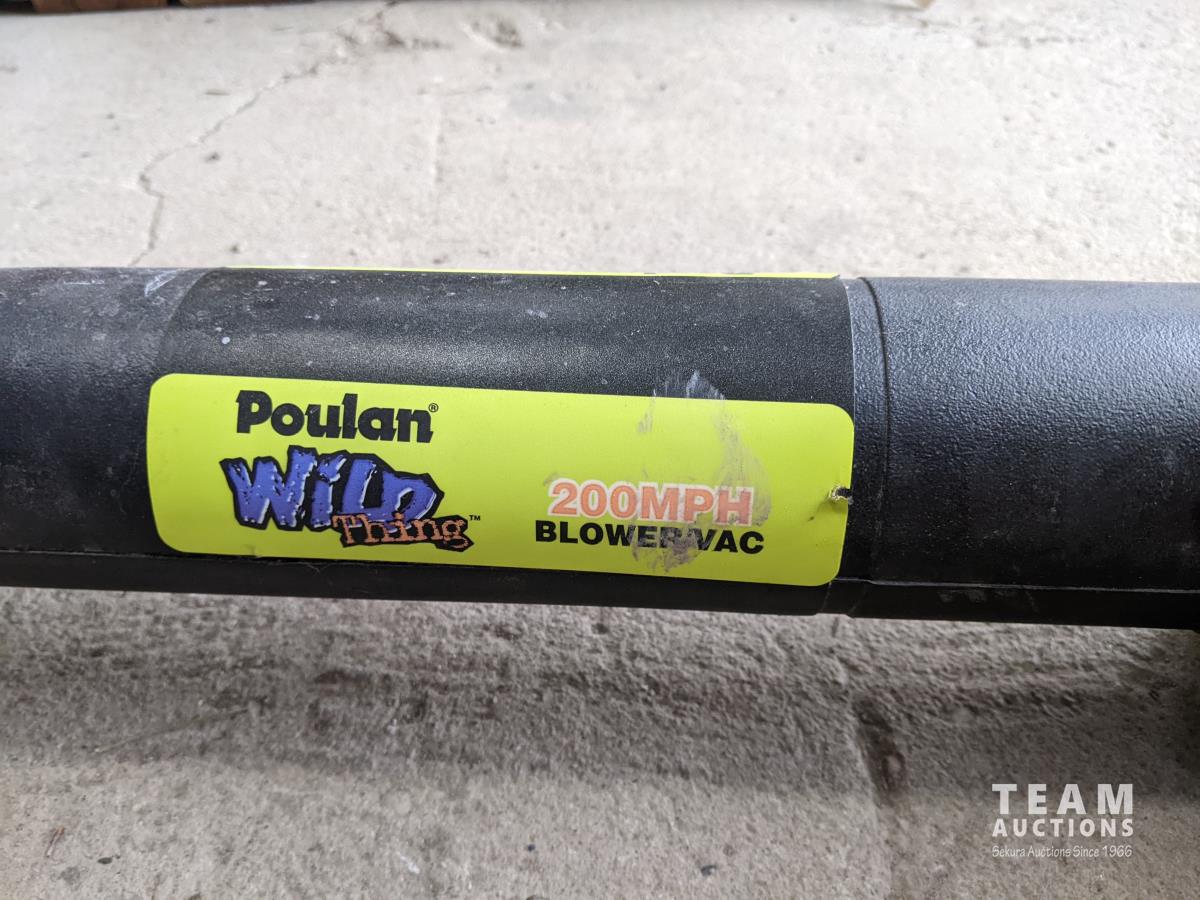 Poulan®
Wild
Thing™
200MPH
BLOWER/VAC
TEAM
AUCTIONS
Sekura Auctions Since 1966